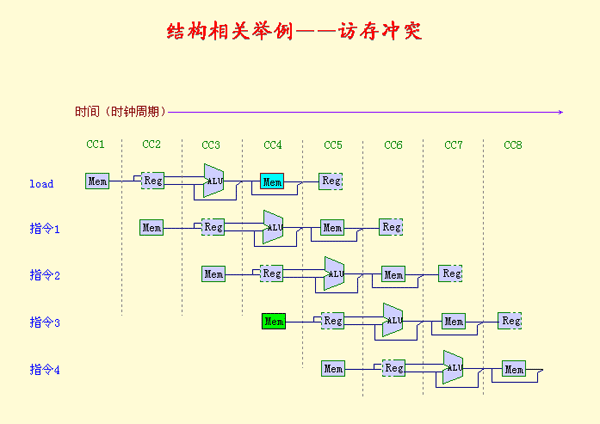 结构相关举例——访存冲突
时间（时钟周期）
CC1 CC2 CC3 CC4 CC5 CC6 CC7 CC8
load Mem Reg ALU Mem Reg
指令1 Mem Reg ALU Mem Reg
指令2 Mem Reg ALU Mem Reg
指令3 Mem Reg ALU Mem Reg
指令4 Mem Reg ALU Mem